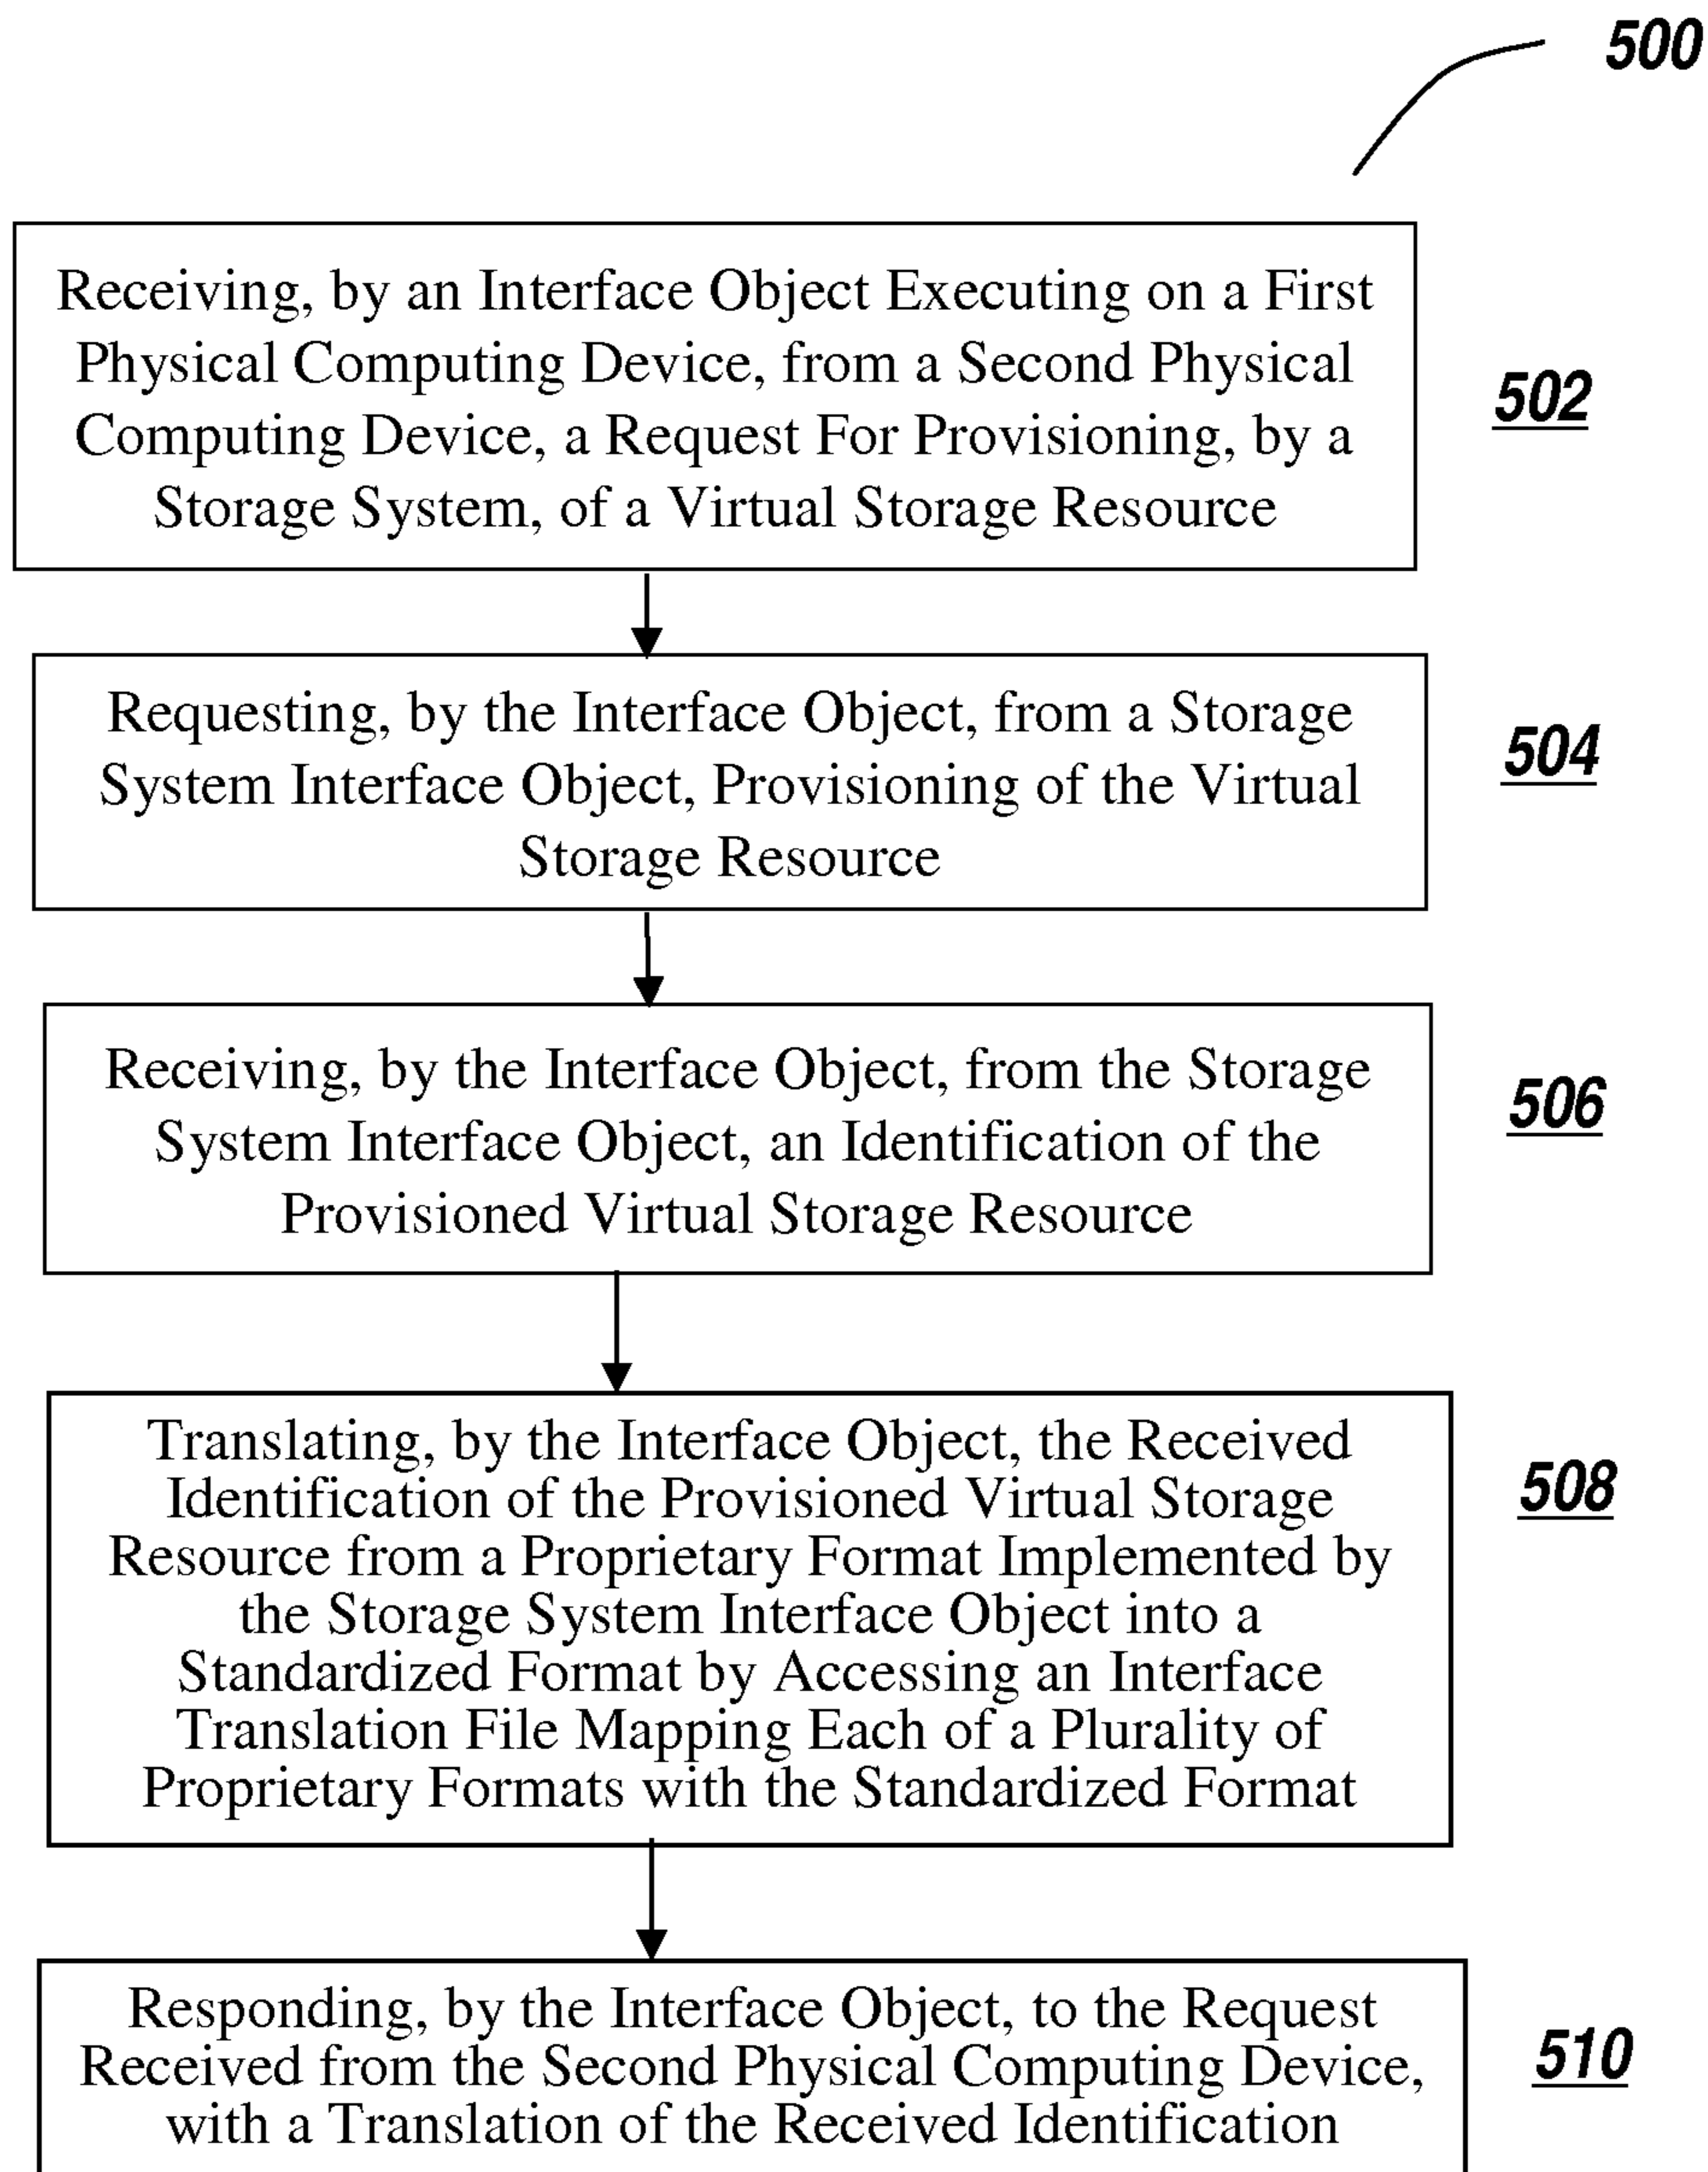 500
Receiving, by an Interface Object Executing on a First
Physical Computing Device, from a Second Physical
Computing Device, a Request For Provisioning, by a
Storage System, of a Virtual Storage Resource
502
Requesting, by the Interface Object, from a Storage
System Interface Object, Provisioning of the Virtual
Storage Resource
504
Receiving, by the Interface Object, from the Storage
System Interface Object, an Identification of the
Provisioned Virtual Storage Resource
506
Translating, by the Interface Object, the Received
Identification of the Provisioned Virtual Storage
Resource from a Proprietary Format Implemented by
the Storage System Interface Object into a
Standardized Format by Accessing an Interface
Translation File Mapping Each of a Plurality of
Proprietary Formats with the Standardized Format
508
Responding, by the Interface Object, to the Request
Received from the Second Physical Computing Device,
with a Translation of the Received Identification
510